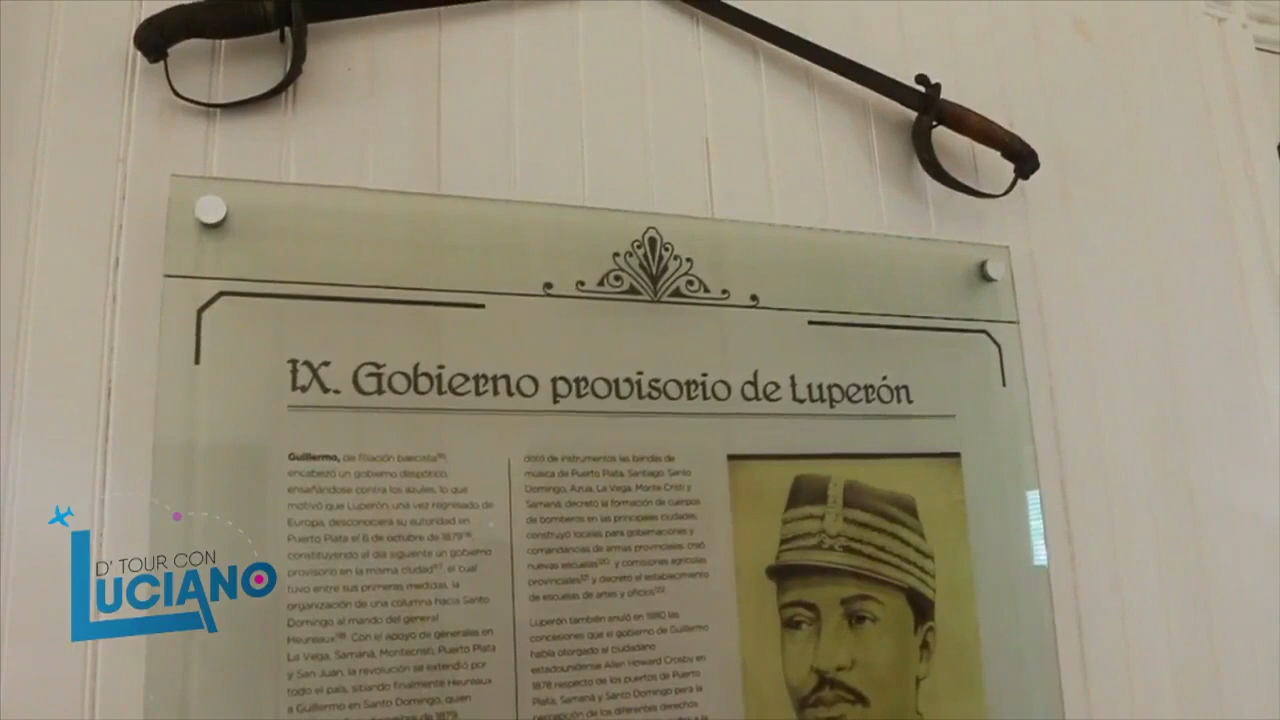 IX. Gobierno provisorio de Luperón
Guillermo, de filiación baecista
encabezó un gobierno despótico,
ensañándose contra los azules, lo que
motivó que Luperón, una vez regresado de
Europa, desconociera su autoridad en
Puerto Plata el 6 de octubre de 1879
constituyendo el día siguiente un gobierno
provisorio en la misma ciudad, el cual
tuvo entre sus primeras medidas, la
organización de una columna hacia Santo
Domingo al mando del general
Heureaux. Con el apoyo de generales en
La Vega, Samaná, Montecristi, Puerto Plata
y San Juan, la revolución se extendió por
todo el país, sitiando finalmente Heureaux
a Guillermo en Santo Domingo, quien
de 1879
dotó de instrumentos las bandas de
música de Puerto Plata, Santiago, Santo
Domingo, Azua, La Vega, Monte Cristi y
Samaná; decretó la formación de cuerpos
de bomberos en las principales ciudades;
construyó locales para gobernaciones y
comandancias de armas provinciales; creó
nuevas escuelas y comisiones agrícolas
provinciales y decretó el establecimiento
de escuelas de artes y oficios
Luperón también anuló en 1880 las
concesiones que el gobierno de Guillermo
había otorgado al ciudadano
estadounidense Allen Howard Crosby en
1878 respecto de los puertos de Puerto
Plata, Samaná y Santo Domingo para la
percepción de los diferentes derechos
D' TOUR CON
LUCIANO